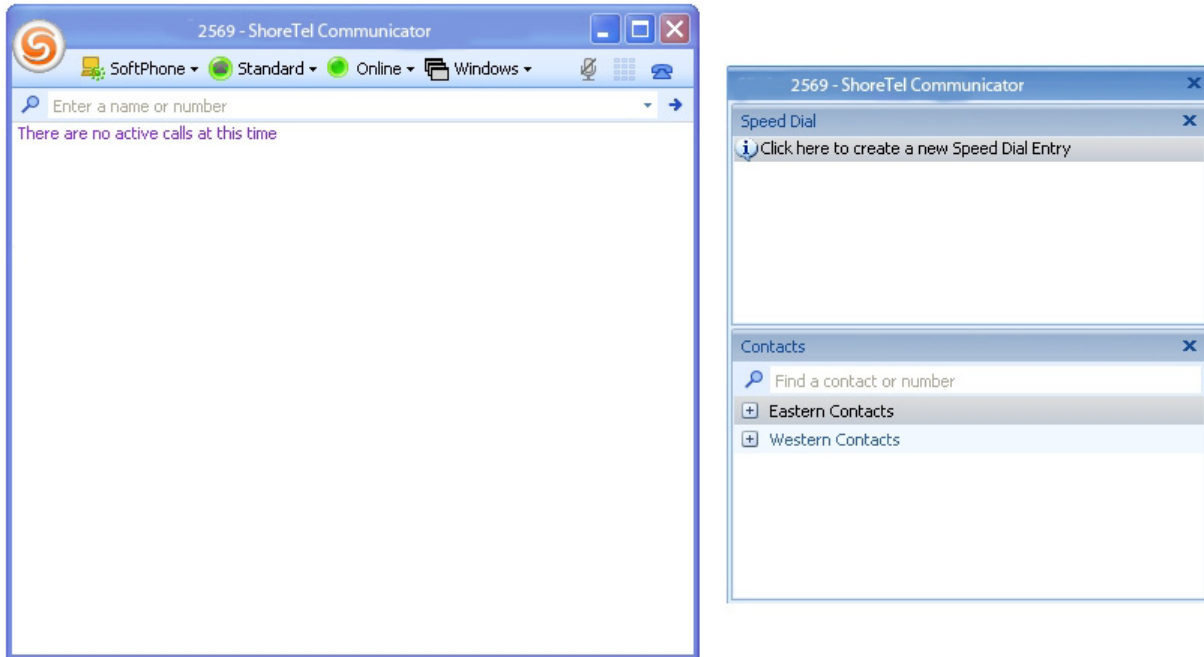 2569 - ShoreTel Communicator
SoftPhone Standard Online Windows
Enter a name or number
There are no active calls at this time
2569 - ShoreTel Communicator
Speed Dial
Click here to create a new Speed Dial Entry
Contacts
Find a contact or number
Eastern Contacts
Western Contacts